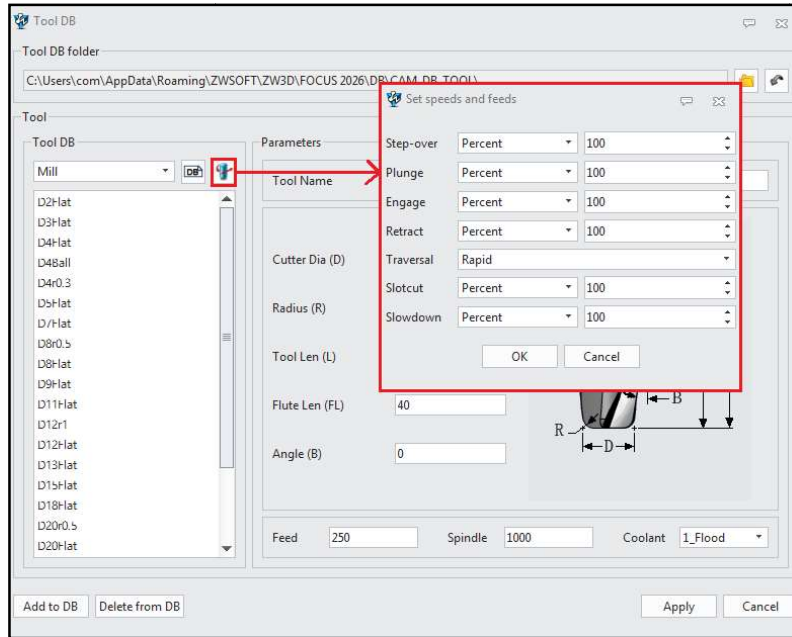 Tool DB
Tool DB folder
C:\Users\com\AppData\Roaming\ZWSOFT\ZW3D\FOCUS 2026\DB\CAM_DB_TOOL\
Tool
Tool DB
Mill
DB
D2Flat
D3Flat
D4Flat
D4Ball
D4r0.3
D5Flat
D7Flat
D8r0.5
D8Flat
D9Flat
D11Flat
D12r1
D12Flat
D13Flat
D15Flat
D18Flat
D20r0.5
D20Flat
Parameters
Tool Name
Cutter Dia (D)
Radius (R)
Tool Len (L)
Flute Len (FL) 40
Angle (B) 0
B
R
D
Feed 250 Spindle 1000 Coolant 1_Flood
Set speeds and feeds
Step-over Percent 100
Plunge Percent 100
Engage Percent 100
Retract Percent 100
Traversal Rapid
Slotcut Percent 100
Slowdown Percent 100
OK Cancel
Add to DB Delete from DB Apply Cancel